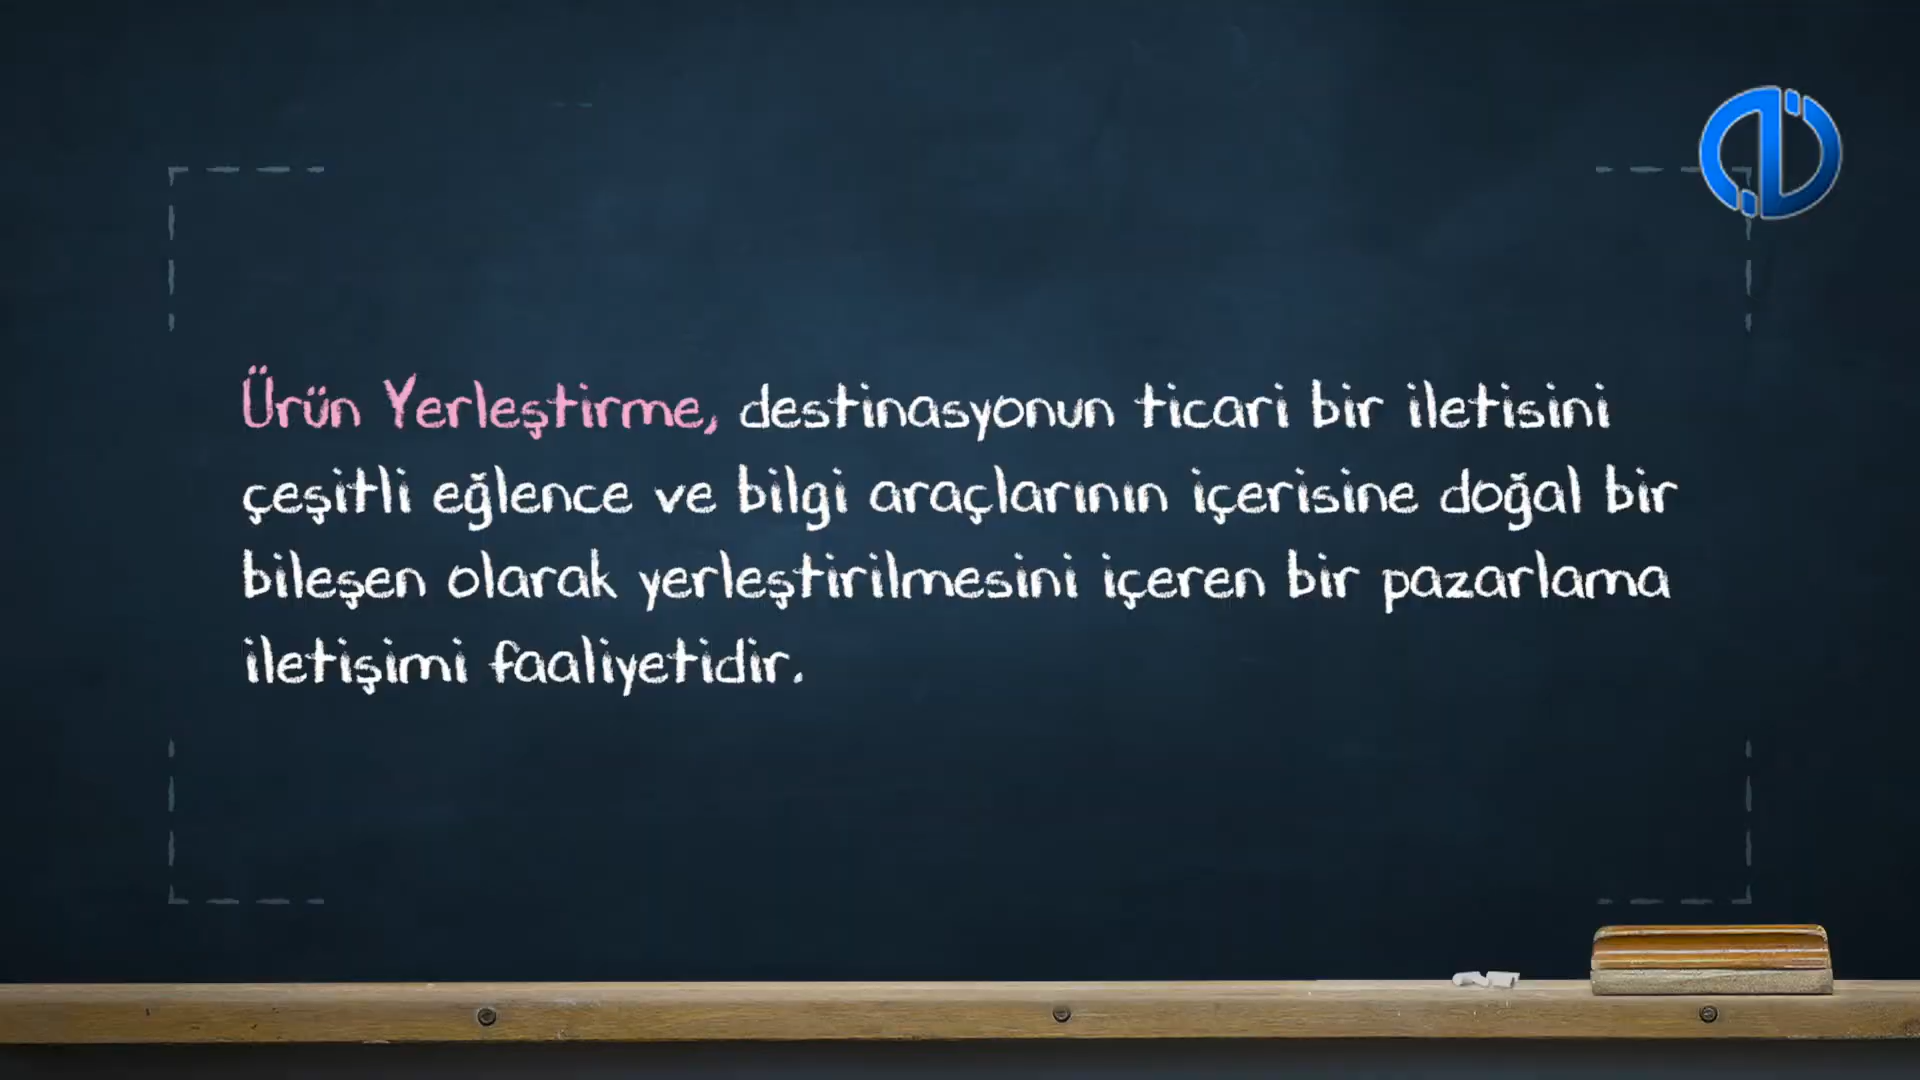 Ürün Yerleştirme, destinasyonun ticari bir iletisini
çeşitli eğlence ve bilgi araçlarının içerisine doğal bir
bileşen olarak yerleştirilmesini içeren bir pazarlama
iletişimi faaliyetidir.